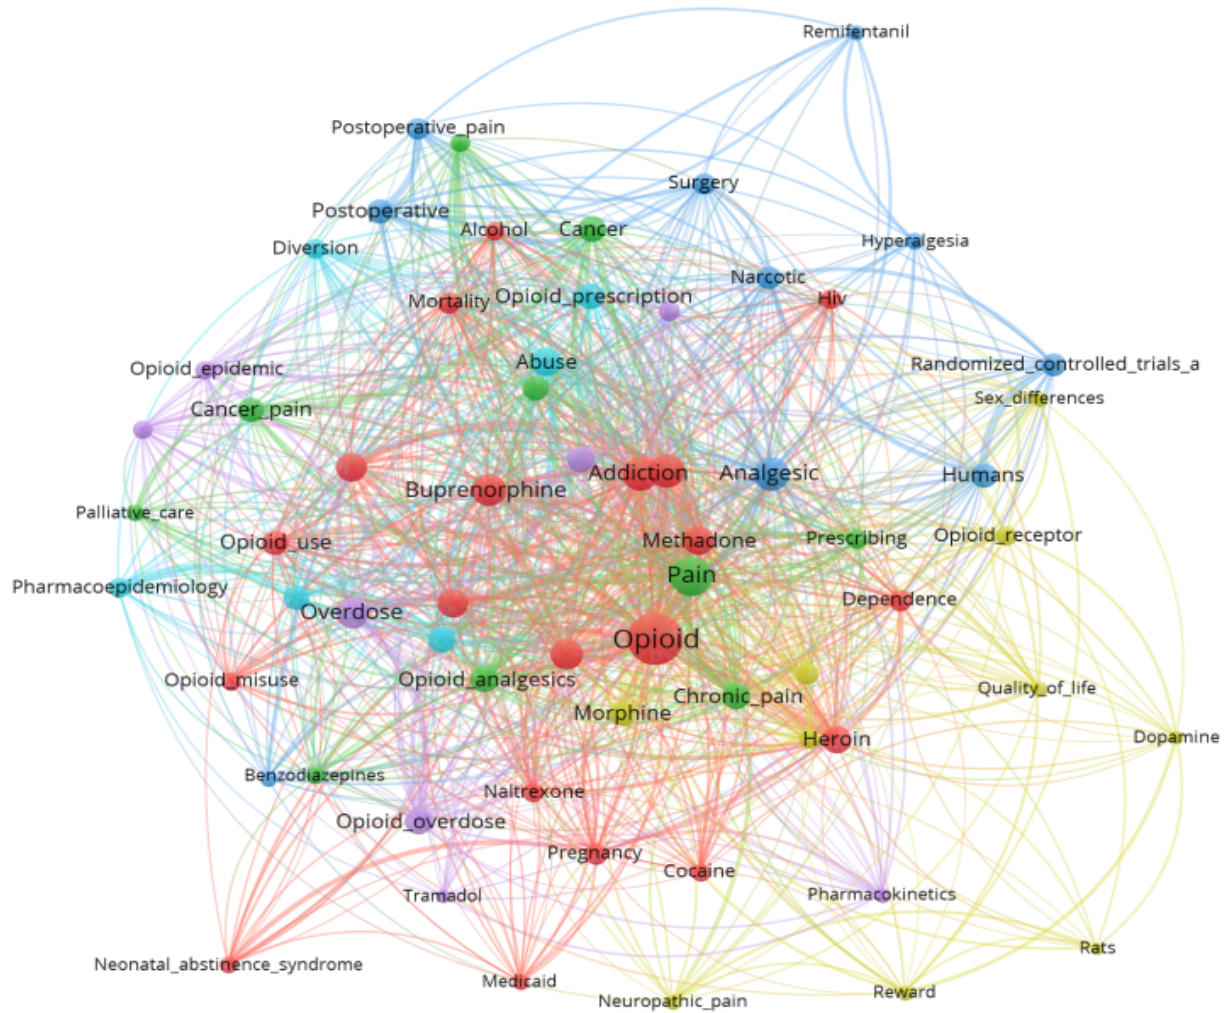 Remifentanil
Postoperative_pain
Surgery
Postoperative
Alcohol
Cancer
Diversion
Hyperalgesia
Narcotic
Mortality
Opioid_prescription
Hiv
Opioid_epidemic
Abuse
Randomized_controlled_trials_a
Sex_differences
Cancer_pain
Addiction
Analgesic
Humans
Buprenorphine
Palliative_care
Opioid_use
Methadone
Prescribing
Opioid_receptor
Pain
Pharmacoepidemiology
Overdose
Dependence
Opioid
Opioid_misuse
Opioid_analgesics
Chronic_pain
Quality_of_life
Morphine
Heroin
Dopamine
Benzodiazepines
Naltrexone
Opioid_overdose
Pregnancy
Cocaine
Tramadol
Pharmacokinetics
Rats
Neonatal_abstinence_syndrome
Medicaid
Neuropathic_pain
Reward